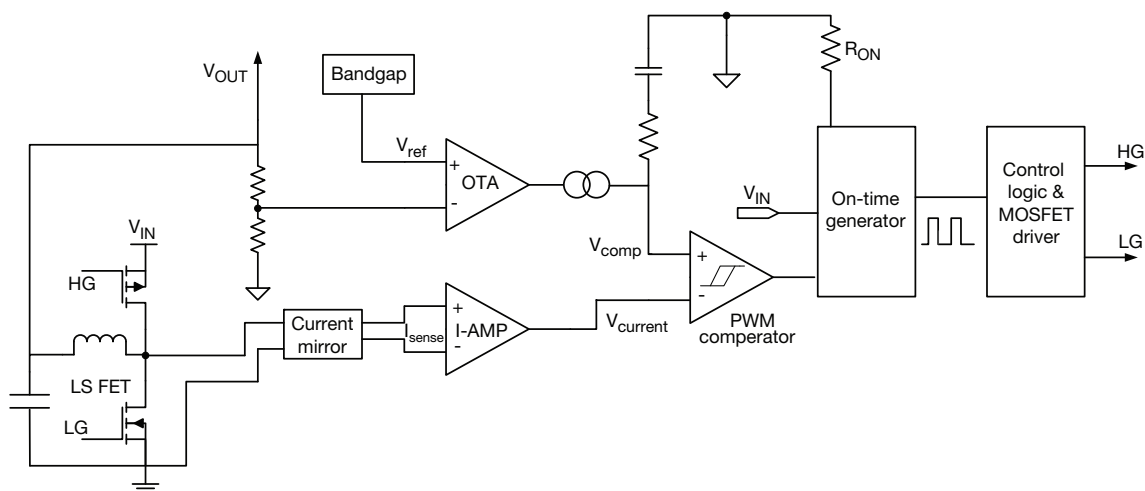 V_OUT
Bandgap
V_ref
+
OTA
-
R_ON
V_IN
On-time
generator
Control
logic &
MOSFET
driver
HG
LG
V_IN
HG
LS FET
LG
Current
mirror
I_sense
+
I-AMP
-
V_comp
V_current
+
-
PWM
comperator